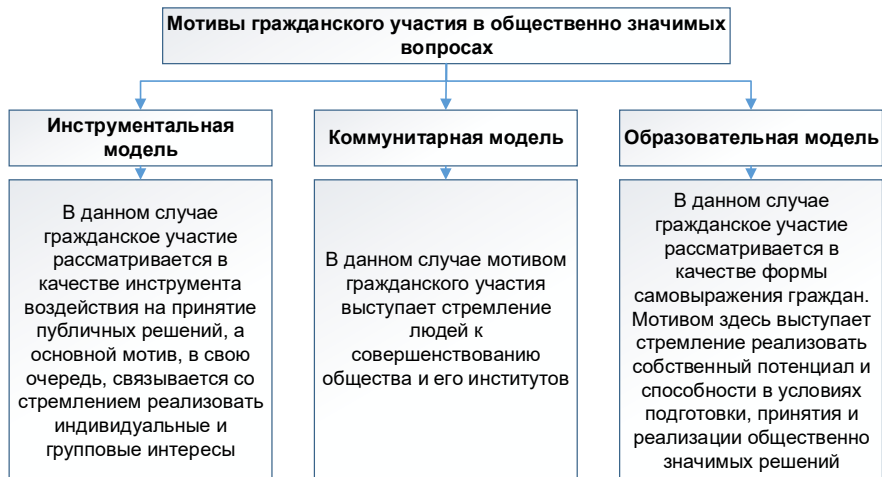 Мотивы гражданского участия в общественно значимых
вопросах
Инструментальная
модель
Коммунитарная модель
Образовательная модель
В данном случае
гражданское участие
рассматривается в
качестве инструмента
воздействия на принятие
публичных решений, а
основной мотив, в свою
очередь, связывается со
стремлением реализовать
индивидуальные и
групповые интересы
В данном случае мотивом
гражданского участия
выступает стремление
людей к
совершенствованию
общества и его институтов
В данном случае
гражданское участие
рассматривается в
качестве формы
самовыражения граждан.
Мотивом здесь выступает
стремление реализовать
собственный потенциал и
способности в условиях
подготовки, принятия и
реализации общественно
значимых решений